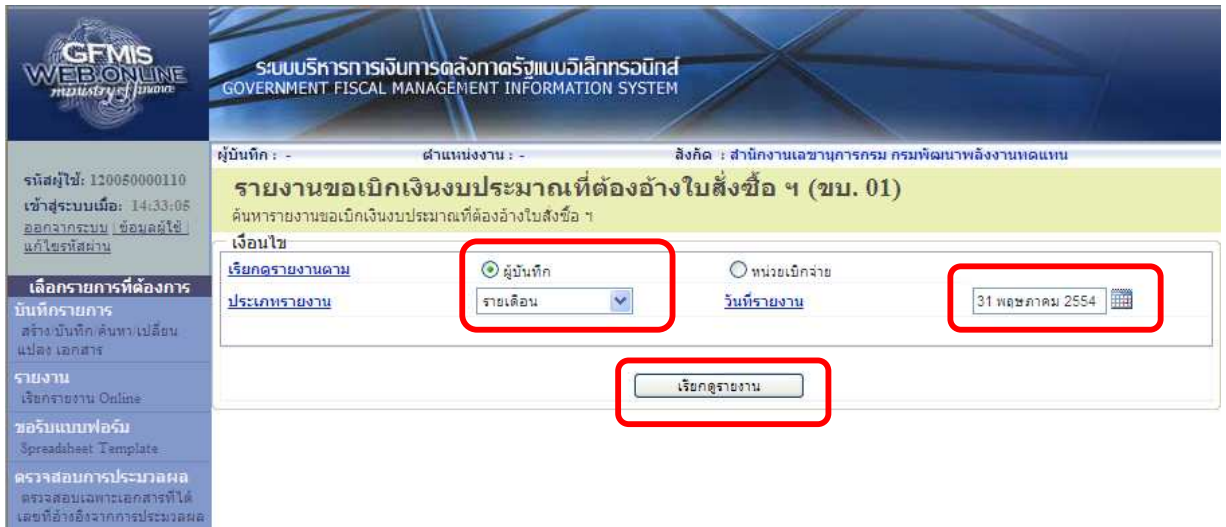 GFMIS
WEB ONLINE
ministry of finance
ระบบบริหารการเงินการคลังภาครัฐแบบอิเล็กทรอนิกส์
GOVERNMENT FISCAL MANAGEMENT INFORMATION SYSTEM
ผู้บันทึก : - ตำแหน่งงาน : - สังกัด : สำนักงานเลขานุการกรม กรมพัฒนาพลังงานทดแทน
รหัสผู้ใช้: 120050000110
เข้าสู่ระบบเมื่อ: 14:33:05
ออกจากระบบ | ข้อมูลผู้ใช้ |
แก้ไขรหัสผ่าน
รายงานขอเบิกเงินงบประมาณที่ต้องอ้างใบสั่งซื้อ ฯ (ขบ. 01)
ค้นหารายงานขอเบิกเงินงบประมาณที่ต้องอ้างใบสั่งซื้อ ฯ
เงื่อนไข
เรียกดูรายงานตาม ผู้บันทึก หน่วยเบิกจ่าย
ประเภทรายงาน รายเดือน วันที่รายงาน 31 พฤษภาคม 2554
เรียกดูรายงาน
เลือกรายการที่ต้องการ
บันทึกรายการ
สร้าง/บันทึก/ค้นหา/เปลี่ยน
แปลง เอกสาร
รายงาน
เรียกรายงาน Online
ขอรับแบบฟอร์ม
Spreadsheet Template
ตรวจสอบการประมวลผล
ตรวจสอบเฉพาะเอกสารที่ได้
เลขที่อ้างอิงจากการประมวลผล